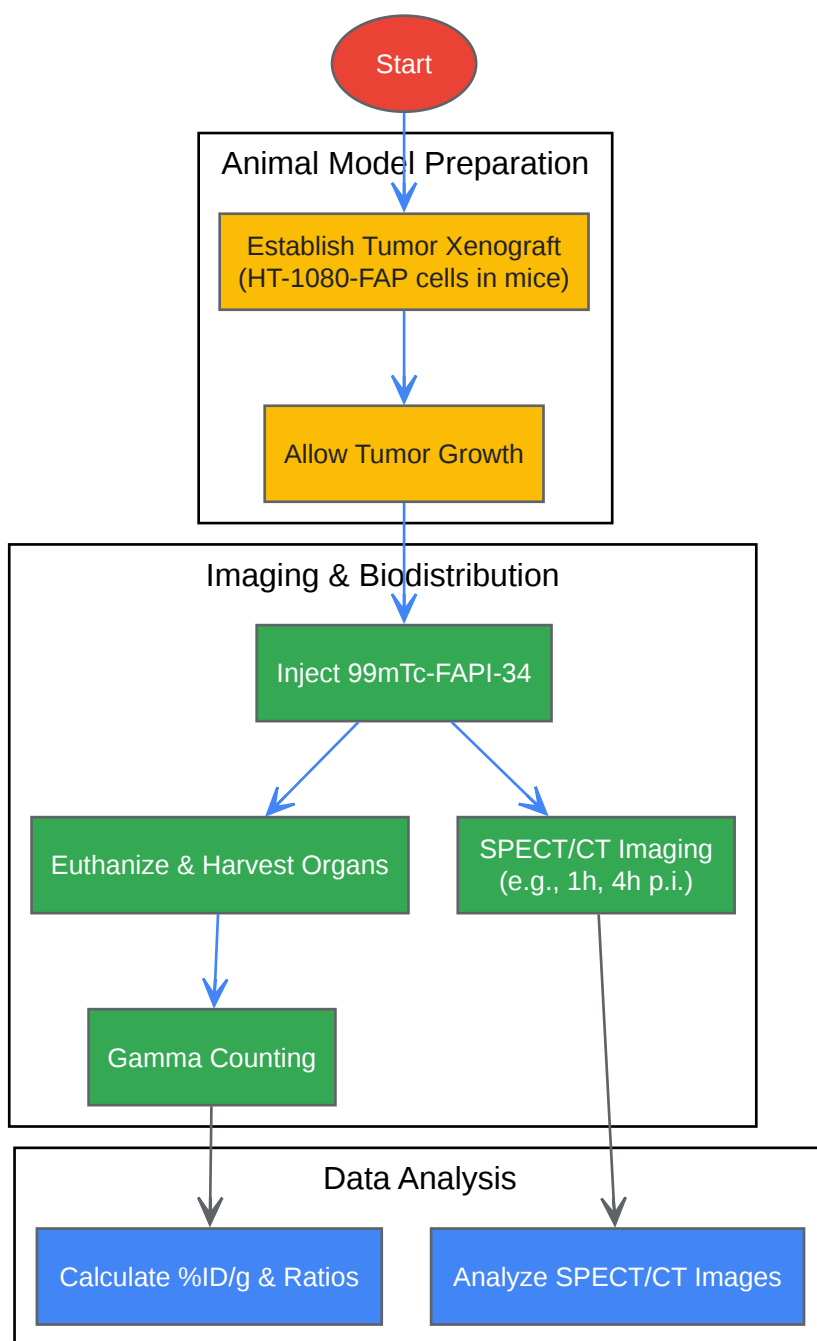 Start
Animal Model Preparation
Establish Tumor Xenograft
(HT-1080-FAP cells in mice)
Allow Tumor Growth
Imaging & Biodistribution
Inject 99mTc-FAPI-34
Euthanize & Harvest Organs
SPECT/CT Imaging
(e.g., 1h, 4h p.i.)
Gamma Counting
Data Analysis
Calculate %ID/g & Ratios
Analyze SPECT/CT Images